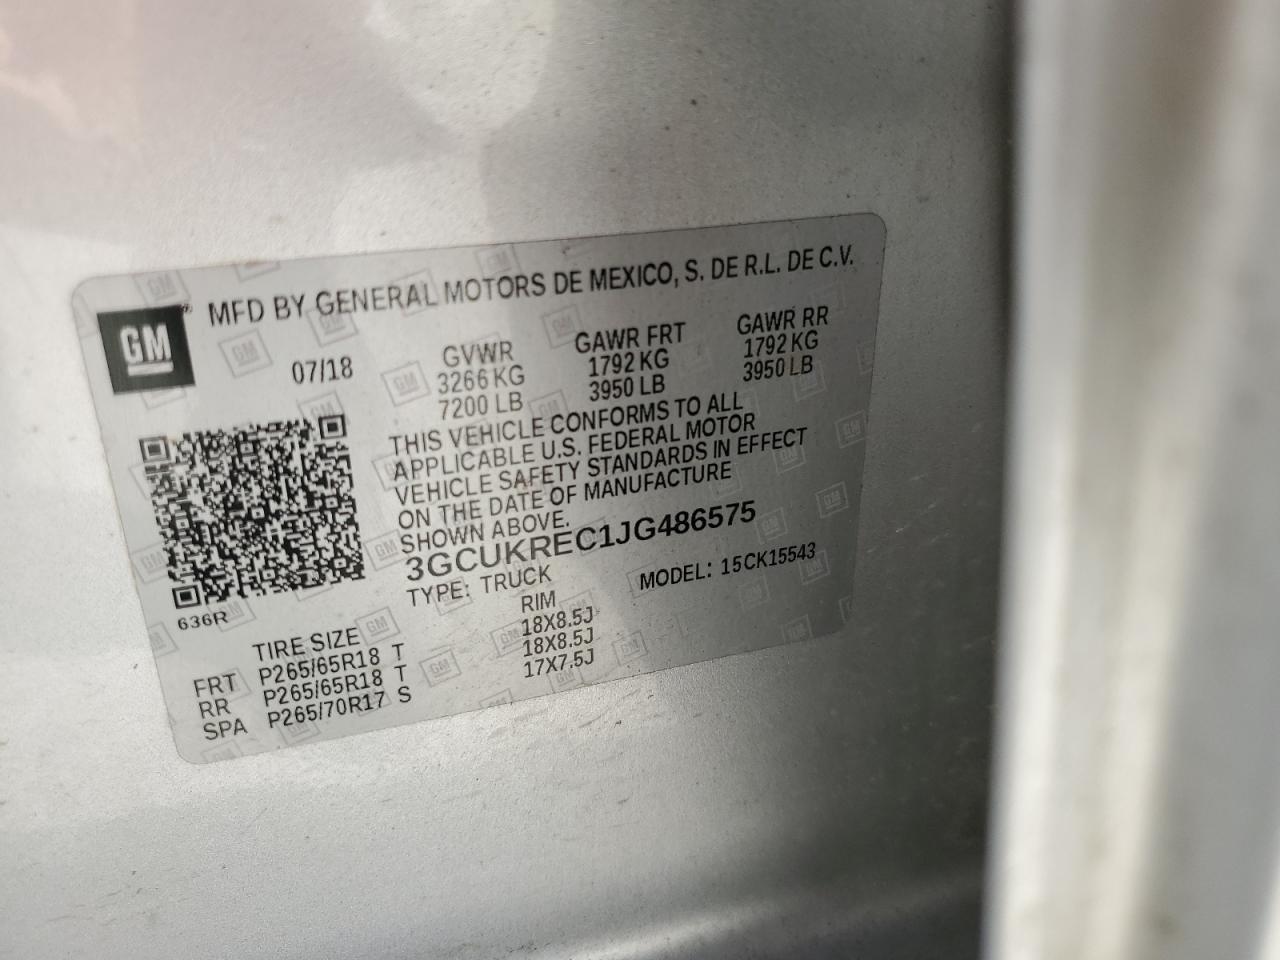 GM
MFD BY GENERAL MOTORS DE MEXICO, S. DE R.L. DE C.V.
07/18
GVWR GAWR FRT GAWR RR
3266 KG 1792 KG 1792 KG
7200 LB 3950 LB 3950 LB
THIS VEHICLE CONFORMS TO ALL
APPLICABLE U.S. FEDERAL MOTOR
VEHICLE SAFETY STANDARDS IN EFFECT
ON THE DATE OF MANUFACTURE
SHOWN ABOVE.
3GCUKREC1JG486575
TYPE: TRUCK MODEL: 15CK15543
636R
TIRE SIZE RIM
FRT P265/65R18 T 18X8.5J
RR P265/65R18 T 18X8.5J
SPA P265/70R17 S 17X7.5J